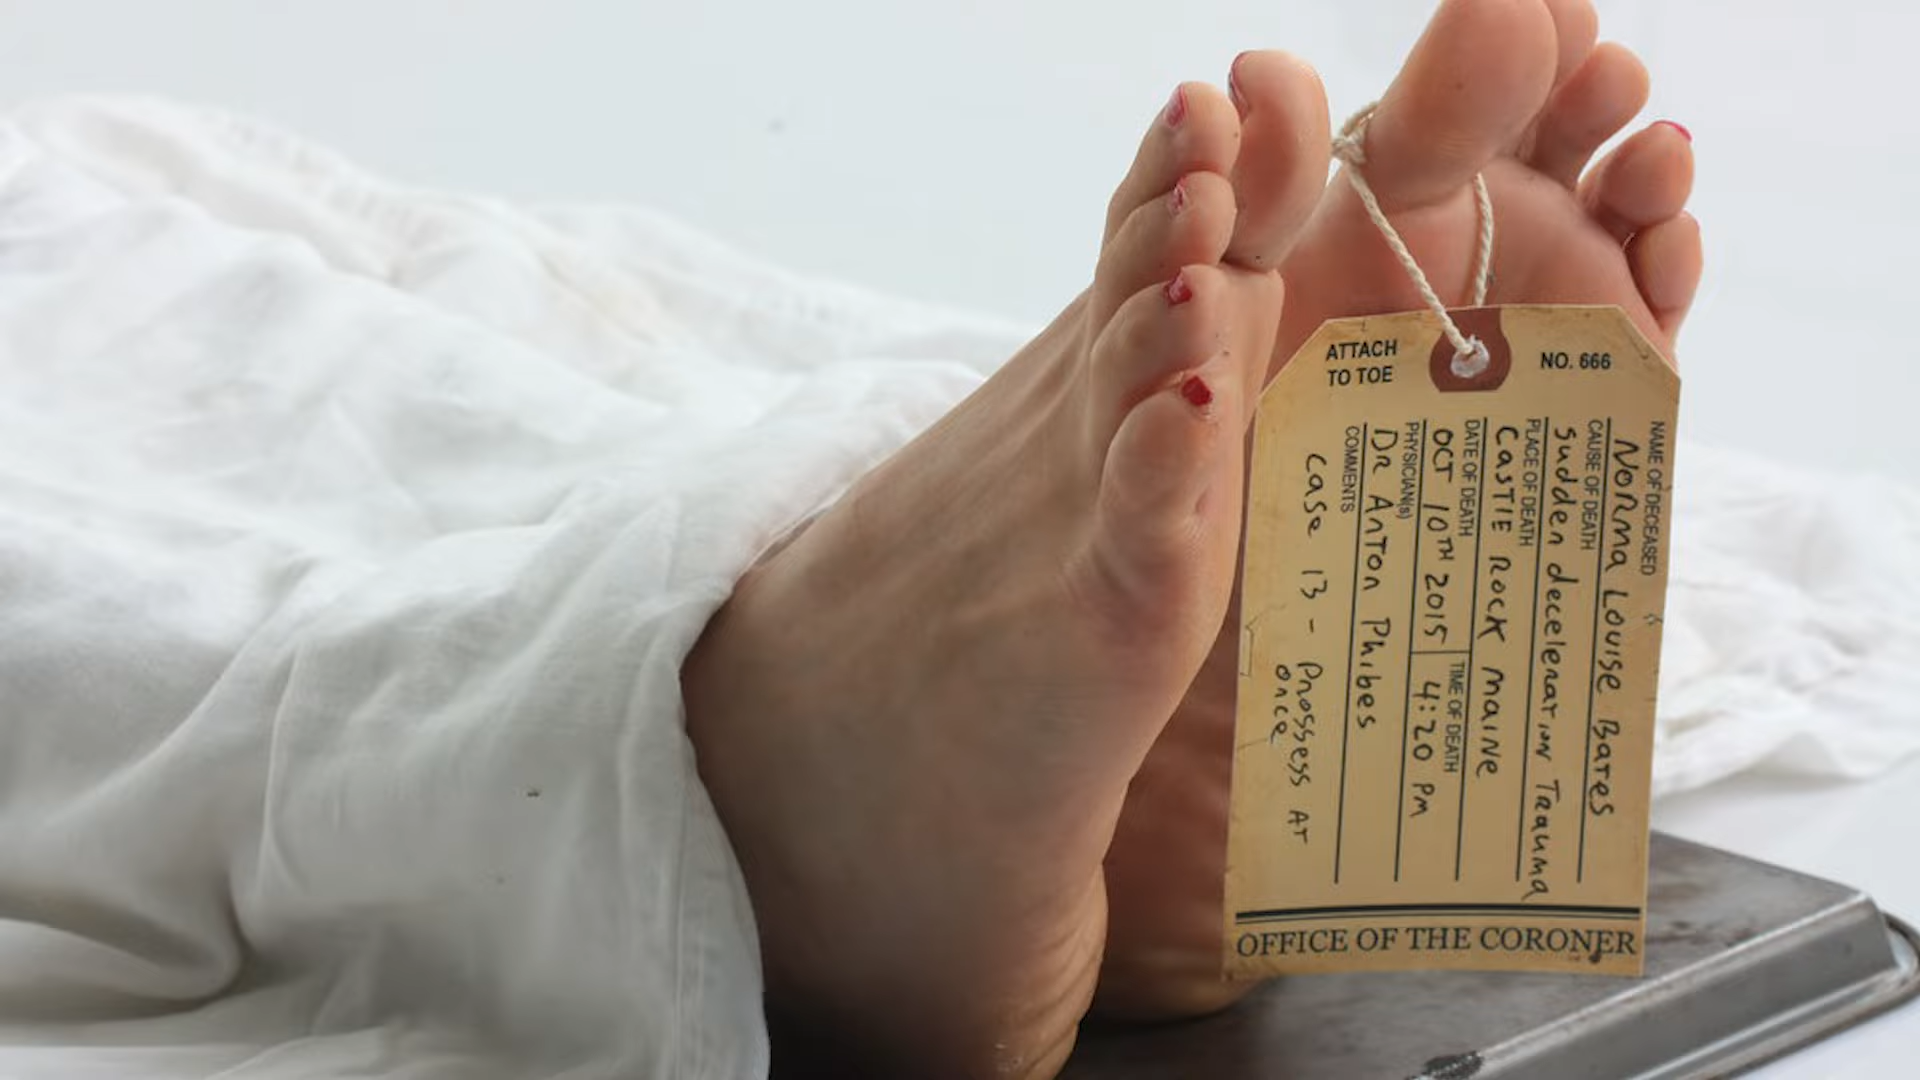 ATTACH
TO TOE
NO. 666
NAME OF DECEASED
Norma Louise Bates
CAUSE OF DEATH
Sudden deceleration Trauma
PLACE OF DEATH
Castle Rock Maine
DATE OF DEATH
OCT 10TH 2015
TIME OF DEATH
4:20 PM
PHYSICIAN(s)
DR Anton Phibes
COMMENTS
Case 13 - Prossess AT
once
OFFICE OF THE CORONER